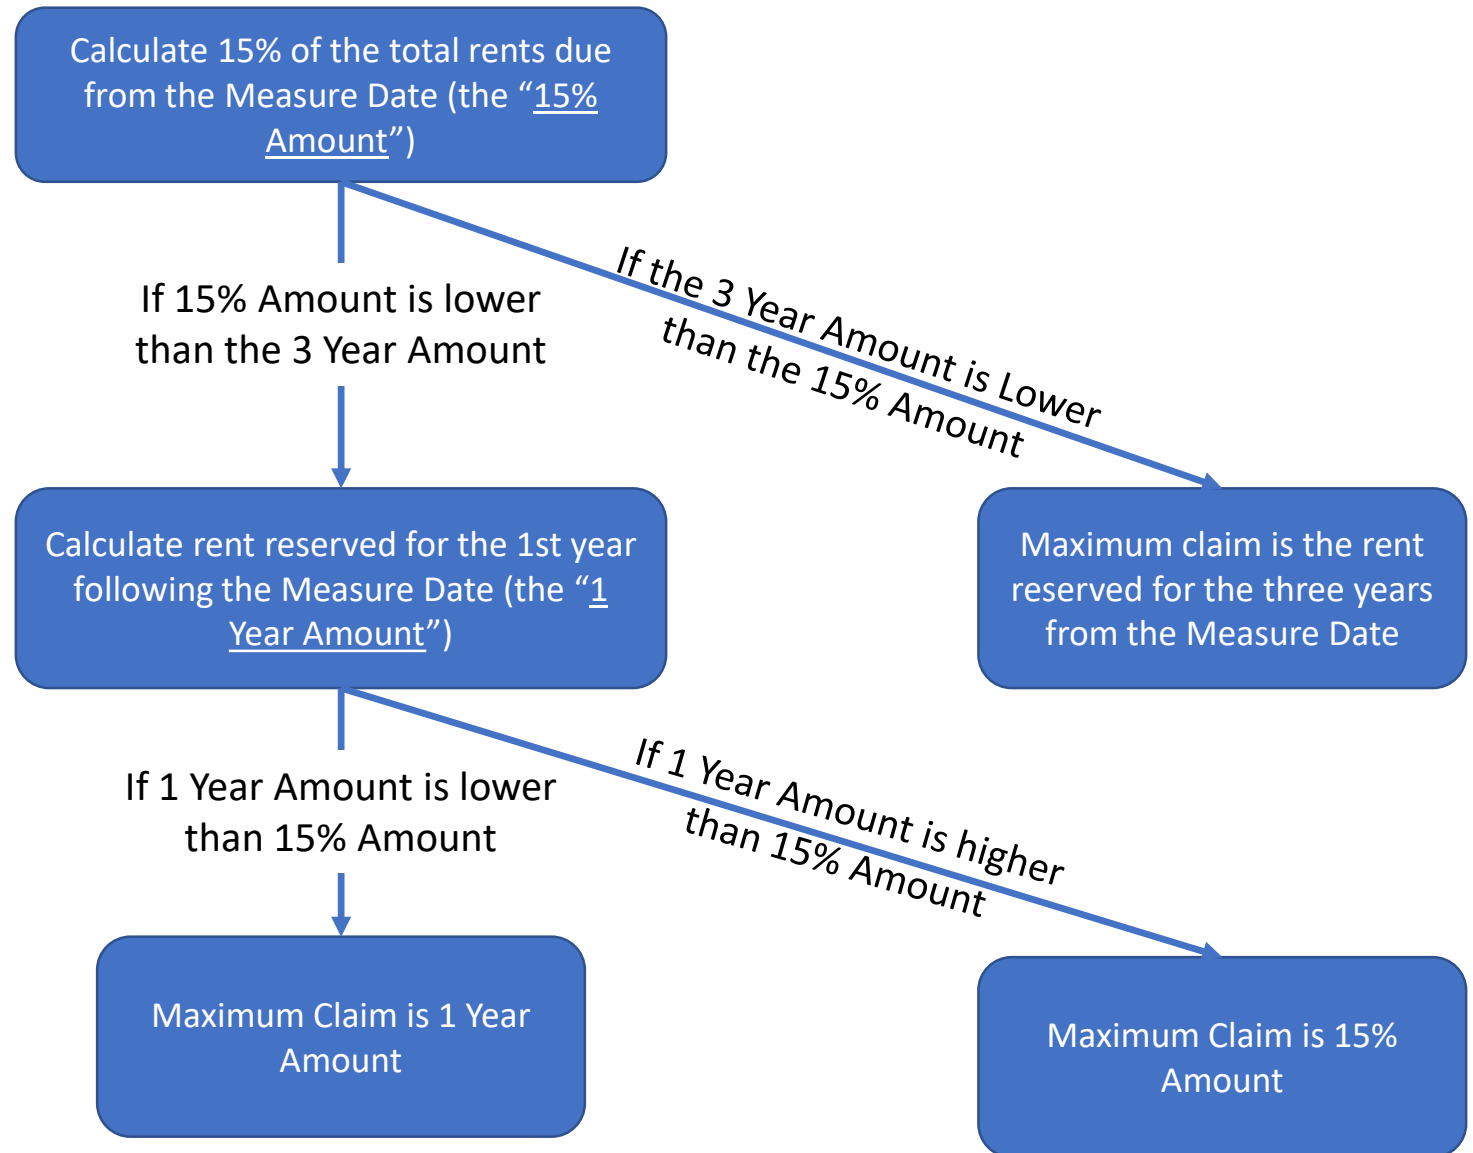 Calculate 15% of the total rents due
from the Measure Date (the “15%
Amount”)
If 15% Amount is lower
than the 3 Year Amount
If the 3 Year Amount is Lower
than the 15% Amount
Calculate rent reserved for the 1st year
following the Measure Date (the “1
Year Amount”)
Maximum claim is the rent
reserved for the three years
from the Measure Date
If 1 Year Amount is lower
than 15% Amount
If 1 Year Amount is higher
than 15% Amount
Maximum Claim is 1 Year
Amount
Maximum Claim is 15%
Amount